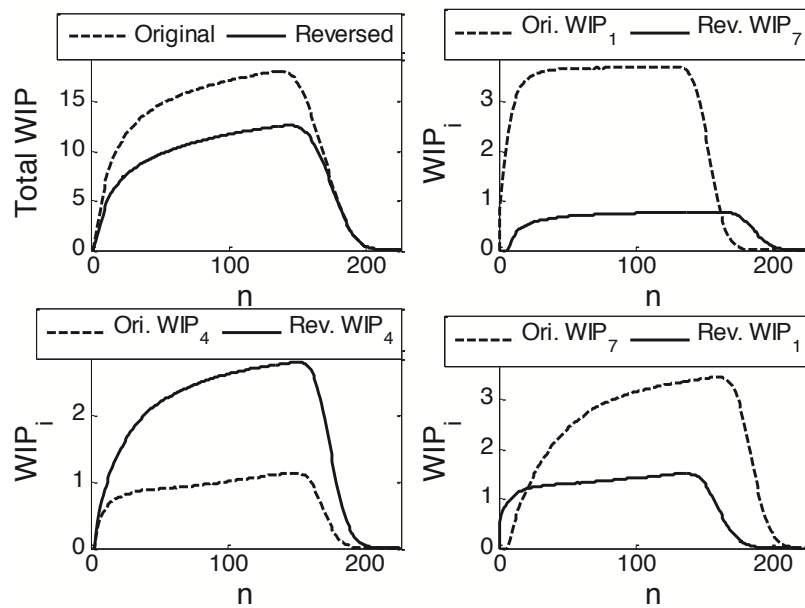 Original Reversed
Total WIP
15
10
5
0
0 100 200
n
Ori. WIP₁ Rev. WIP₇
WIPᵢ
3
2
1
0
0 100 200
n
Ori. WIP₄ Rev. WIP₄
WIPᵢ
2
1
0
0 100 200
n
Ori. WIP₇ Rev. WIP₁
WIPᵢ
3
2
1
0
0 100 200
n